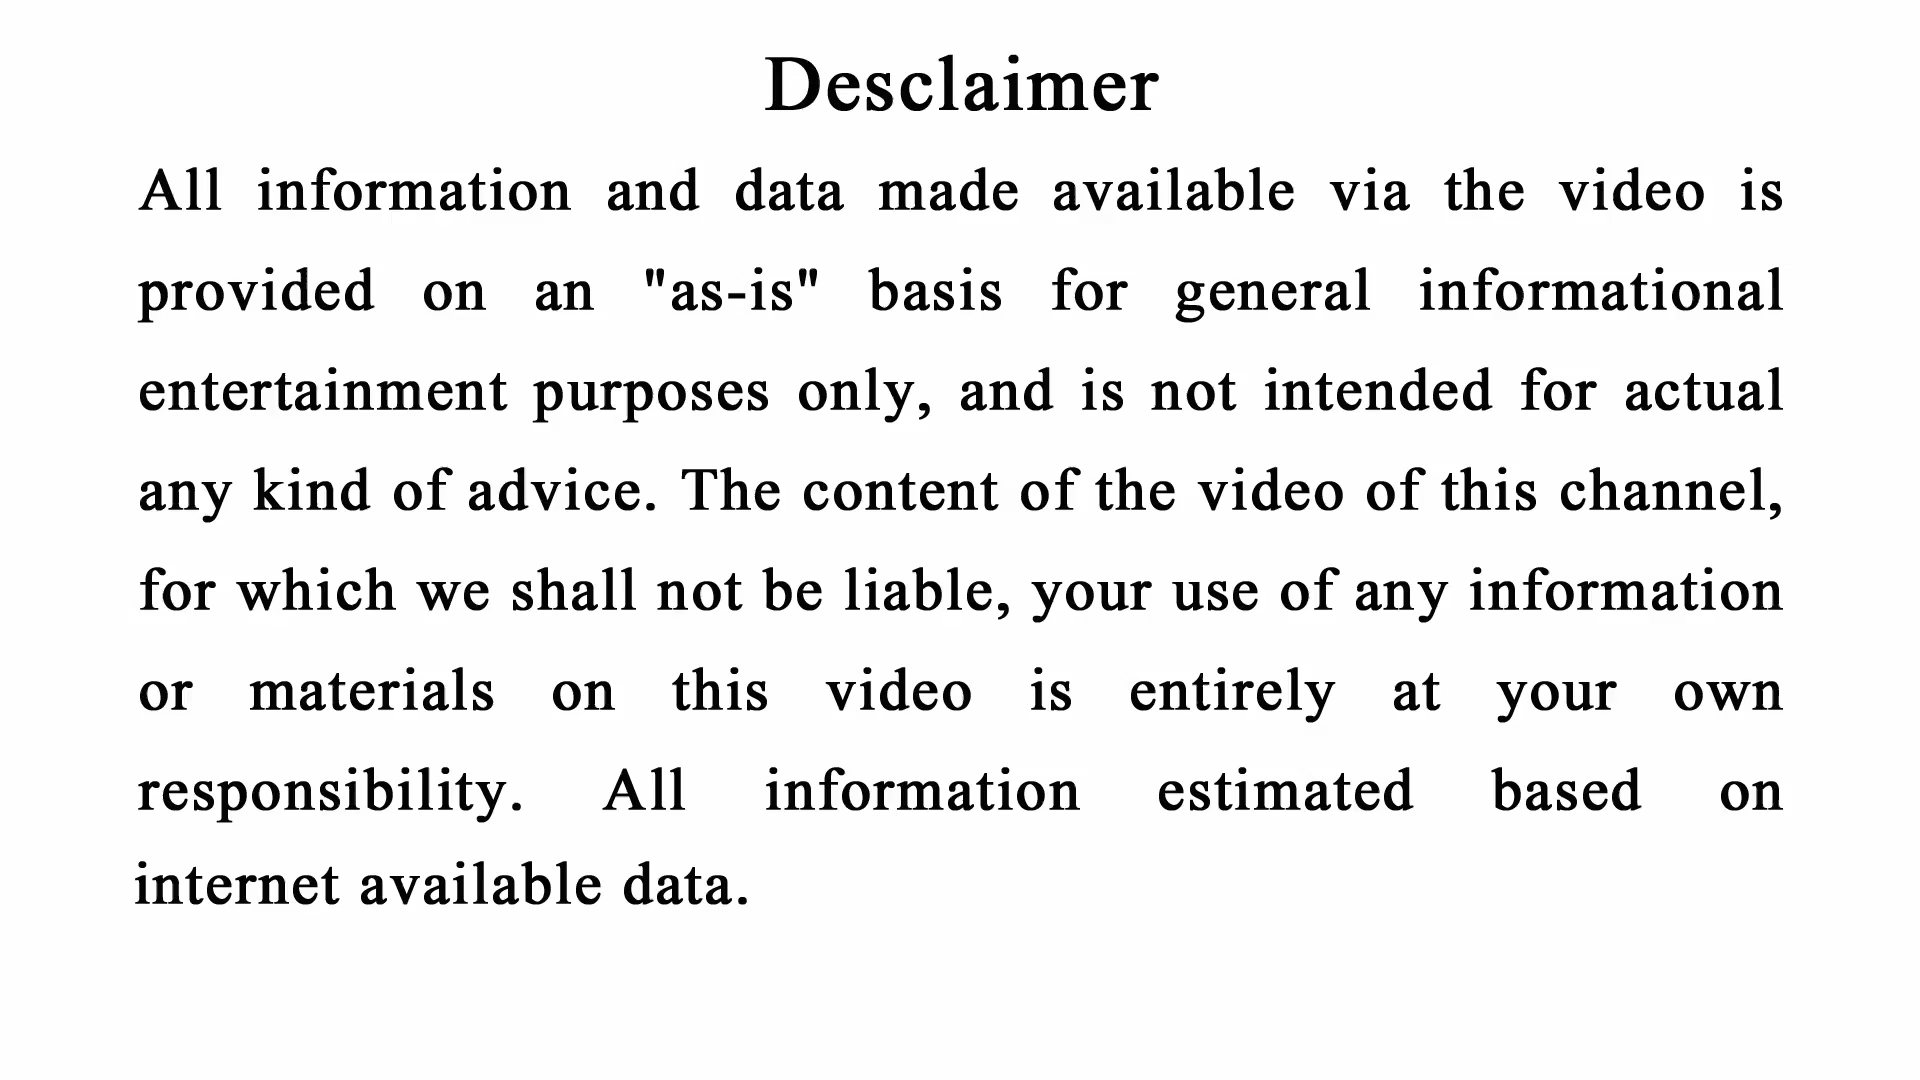 Desclaimer
All information and data made available via the video is
provided on an "as-is" basis for general informational
entertainment purposes only, and is not intended for actual
any kind of advice. The content of the video of this channel,
for which we shall not be liable, your use of any information
or materials on this video is entirely at your own
responsibility. All information estimated based on
internet available data.